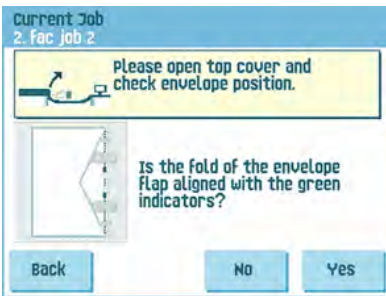 Current Job
2. Fac job 2
Please open top cover and
check envelope position.
Is the fold of the envelope
flap aligned with the green
indicators?
Back
No
Yes